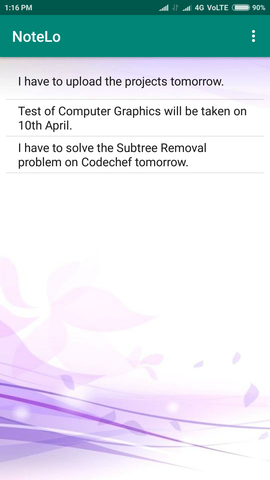 1:16 PM 4G VoLTE 90%
NoteLo
I have to upload the projects tomorrow.
Test of Computer Graphics will be taken on
10th April.
I have to solve the Subtree Removal
problem on Codechef tomorrow.